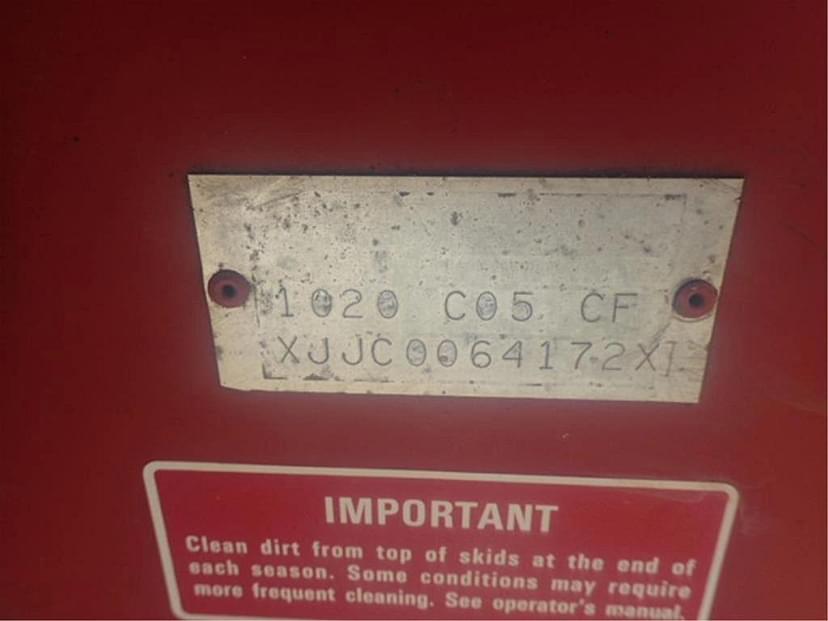 1020 C05 CF
XJJC0064172X
IMPORTANT
Clean dirt from top of skids at the end of
each season. Some conditions may require
more frequent cleaning. See operator's manual.